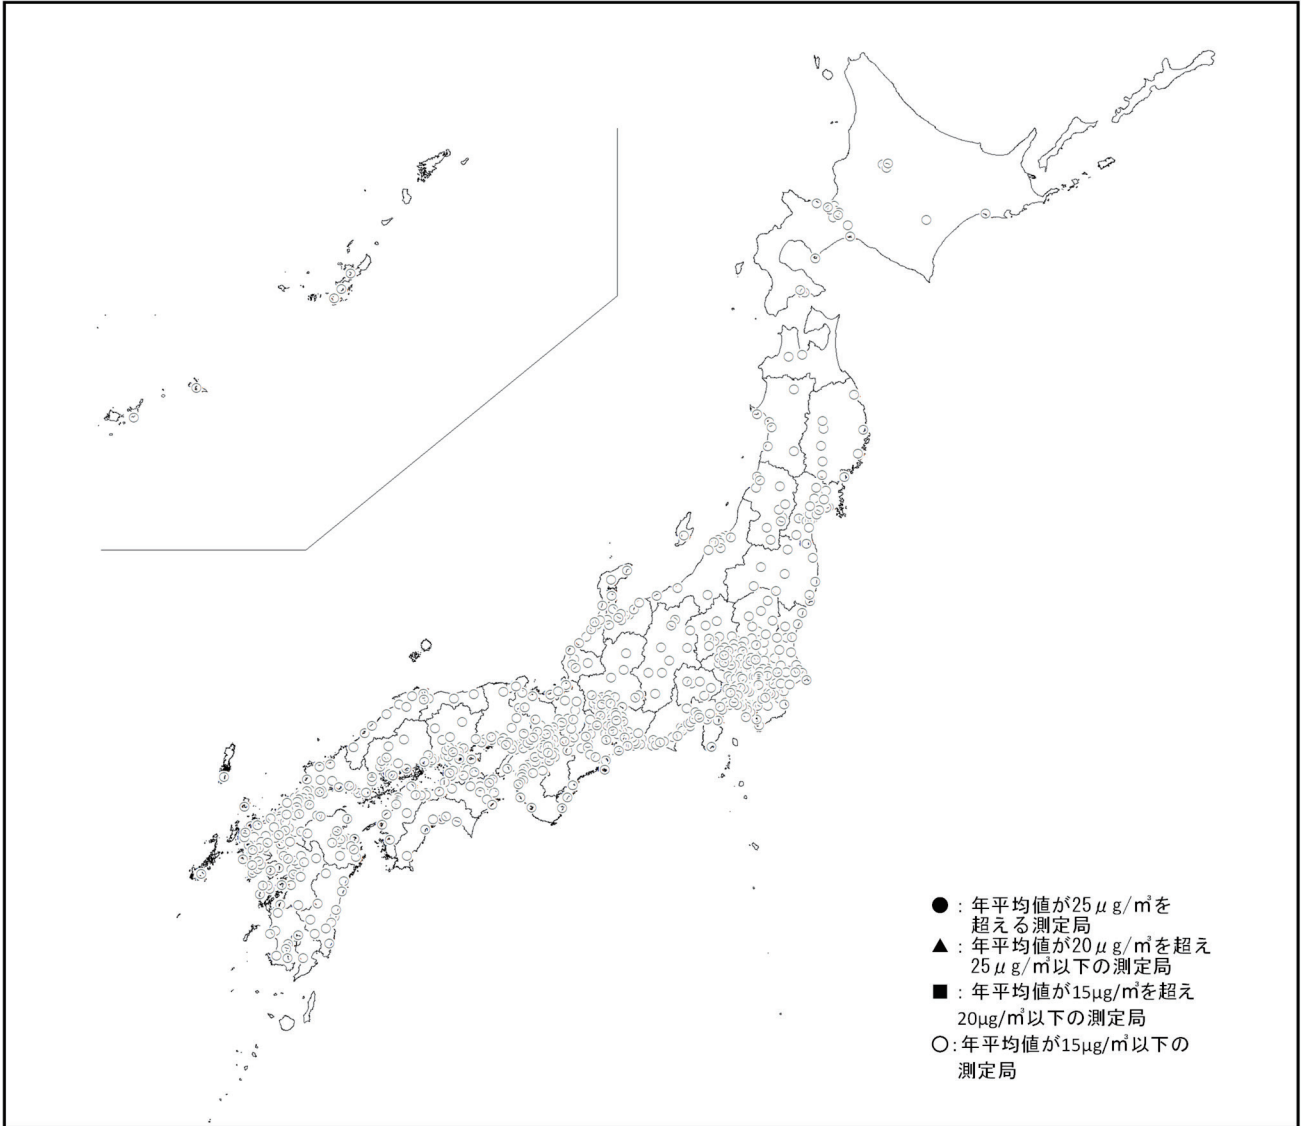 ●：年平均値が25μg/㎥を
超える測定局
▲：年平均値が20μg/㎥を超え
25μg/㎥以下の測定局
■：年平均値が15μg/㎥を超え
20μg/㎥以下の測定局
○：年平均値が15μg/㎥以下の
測定局